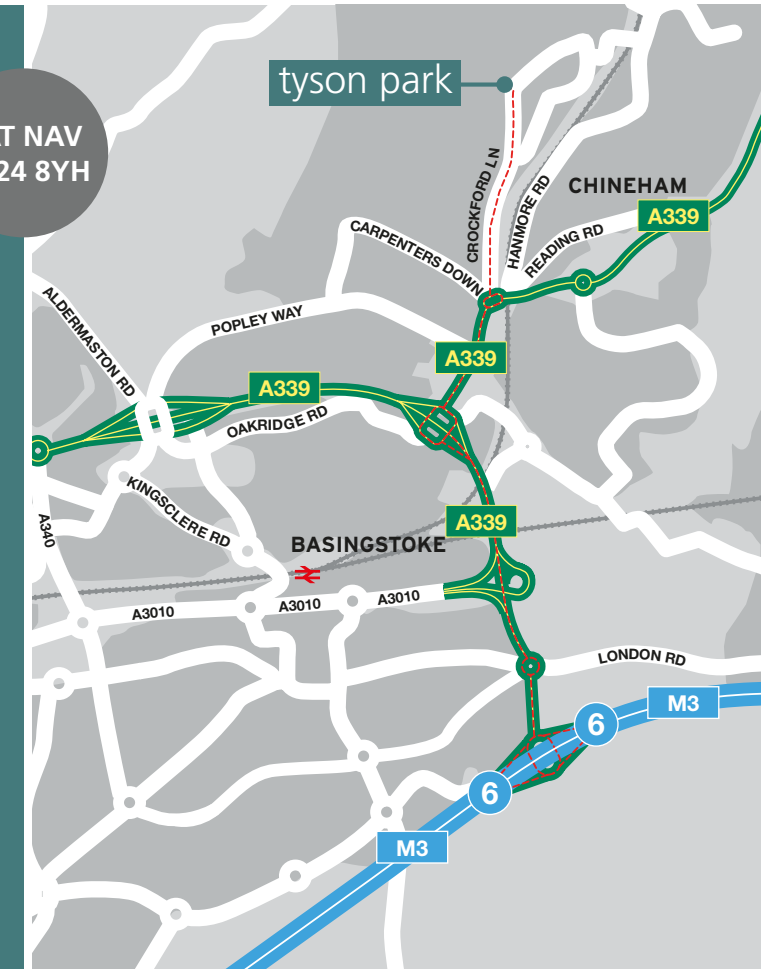 tyson park
T NAV
24 8YH
CROCKFORD LN
HANMORE RD
CHINEHAM
A339
READING RD
CARPENTERS DOWN
ALDERMASTON RD
POPLEY WAY
A339
A339
OAKRIDGE RD
KINGSCLERE RD
A340
A339
BASINGSTOKE
A3010
A3010
A3010
LONDON RD
M3
6
6
M3